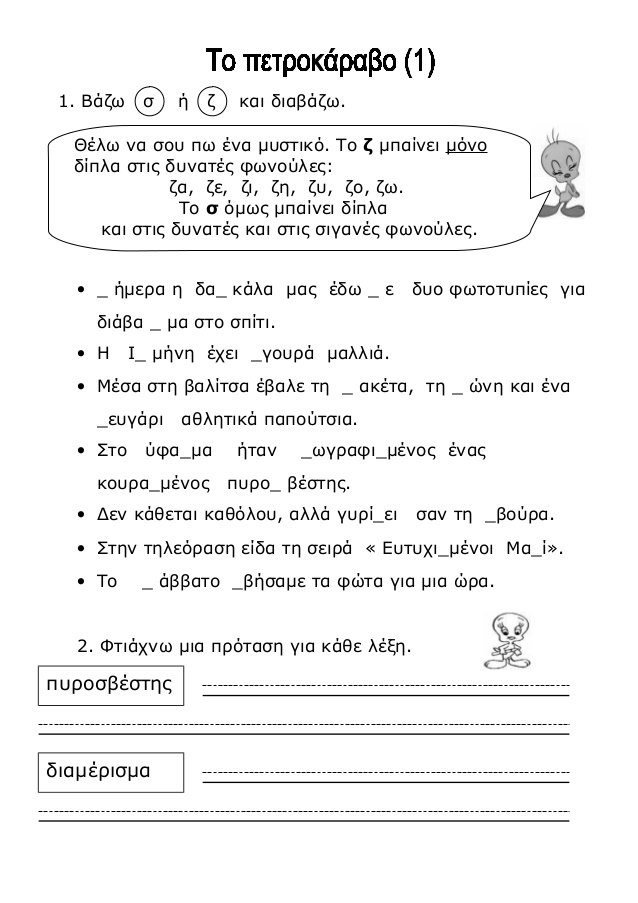 Το πετροκάραβο (1)
1. Βάζω σ ή ζ και διαβάζω.
Θέλω να σου πω ένα μυστικό. Το ζ μπαίνει μόνο
δίπλα στις δυνατές φωνούλες:
ζα, ζε, ζι, ζη, ζυ, ζο, ζω.
Το σ όμως μπαίνει δίπλα
και στις δυνατές και στις σιγανές φωνούλες.
• _ ήμερα η δα_ κάλα μας έδω _ ε δυο φωτοτυπίες για
διάβα _ μα στο σπίτι.
• Η Ι_ μήνη έχει _γουρά μαλλιά.
• Μέσα στη βαλίτσα έβαλε τη _ ακέτα, τη _ ώνη και ένα
_ευγάρι αθλητικά παπούτσια.
• Στο ύφα_μα ήταν _ωγραφι_μένος ένας
κουρα_μένος πυρο_ βέστης.
• Δεν κάθεται καθόλου, αλλά γυρί_ει σαν τη _βούρα.
• Στην τηλεόραση είδα τη σειρά « Ευτυχι_μένοι Μα_ί».
• Το _ άββατο _βήσαμε τα φώτα για μια ώρα.
2. Φτιάχνω μια πρόταση για κάθε λέξη.
πυροσβέστης
διαμέρισμα